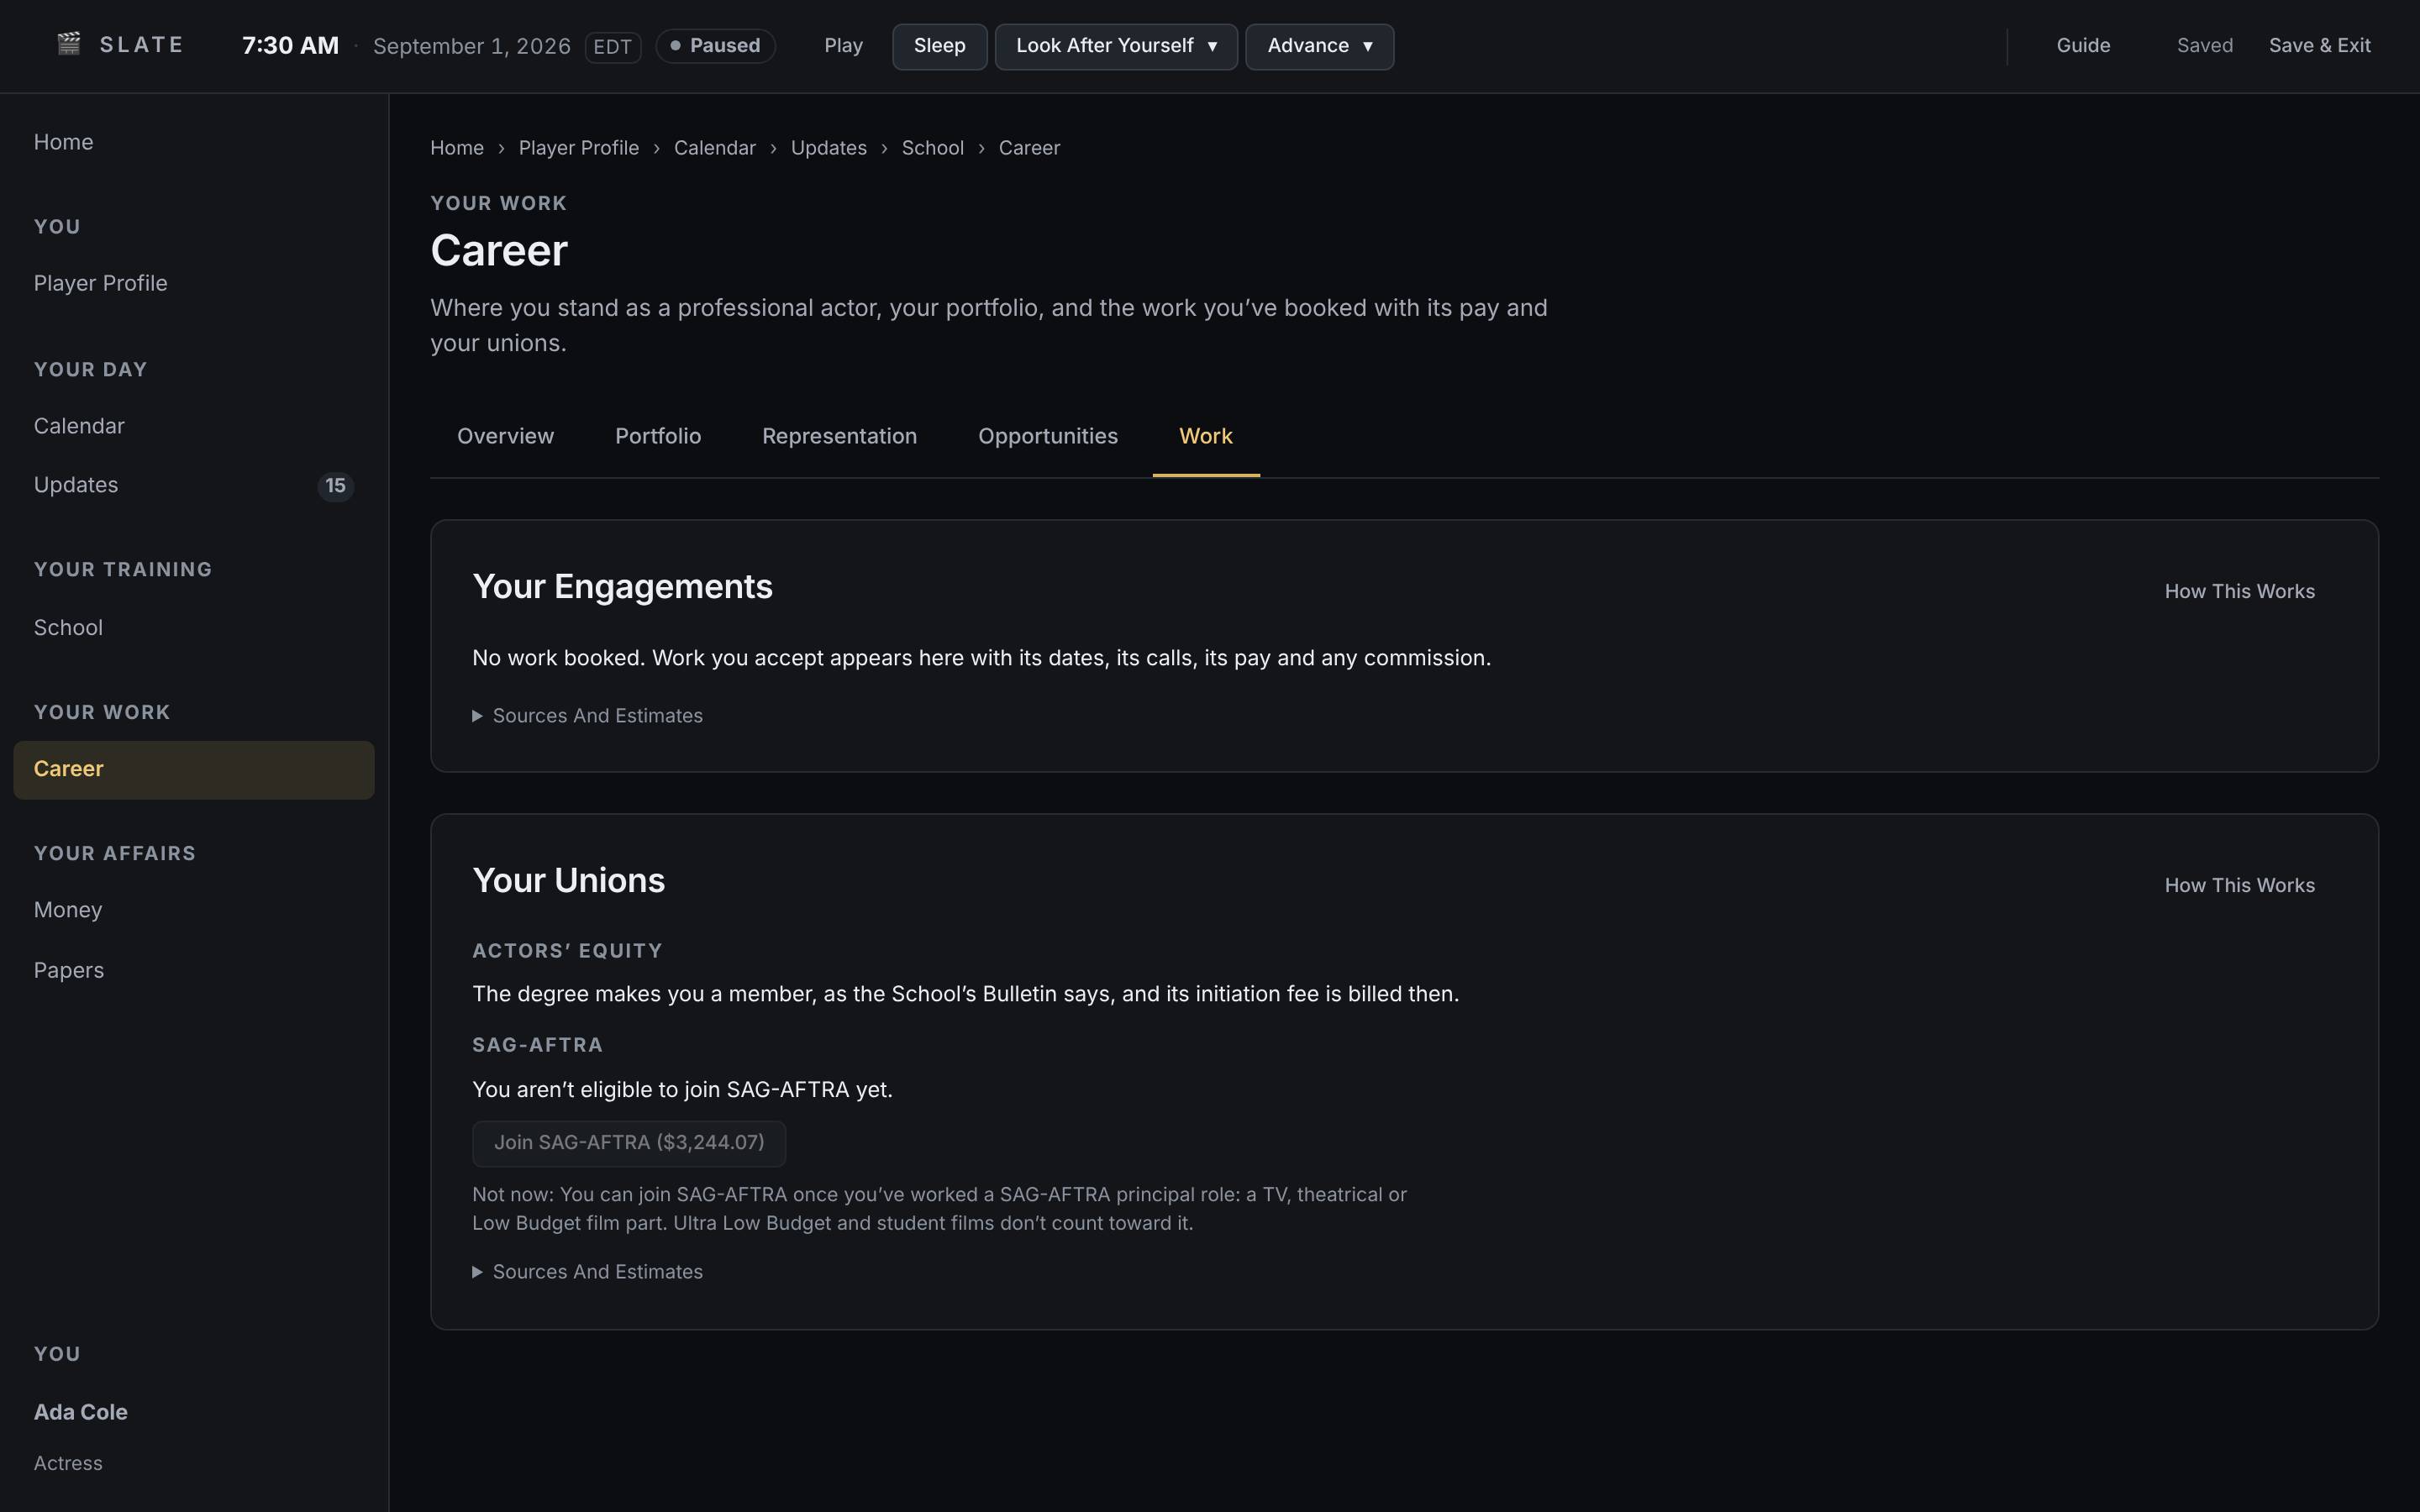 SLATE
7:30 AM · September 1, 2026 EDT Paused Play Sleep Look After Yourself ▼ Advance ▼ Guide Saved Save & Exit
Home
YOU
Player Profile
YOUR DAY
Calendar
Updates 15
YOUR TRAINING
School
YOUR WORK
Career
YOUR AFFAIRS
Money
Papers
YOU
Ada Cole
Actress
Home › Player Profile › Calendar › Updates › School › Career
YOUR WORK
Career
Where you stand as a professional actor, your portfolio, and the work you’ve booked with its pay and
your unions.
Overview Portfolio Representation Opportunities Work
Your Engagements How This Works
No work booked. Work you accept appears here with its dates, its calls, its pay and any commission.
▶ Sources And Estimates
Your Unions How This Works
ACTORS’ EQUITY
The degree makes you a member, as the School’s Bulletin says, and its initiation fee is billed then.
SAG-AFTRA
You aren’t eligible to join SAG-AFTRA yet.
Join SAG-AFTRA ($3,244.07)
Not now: You can join SAG-AFTRA once you’ve worked a SAG-AFTRA principal role: a TV, theatrical or
Low Budget film part. Ultra Low Budget and student films don’t count toward it.
▶ Sources And Estimates